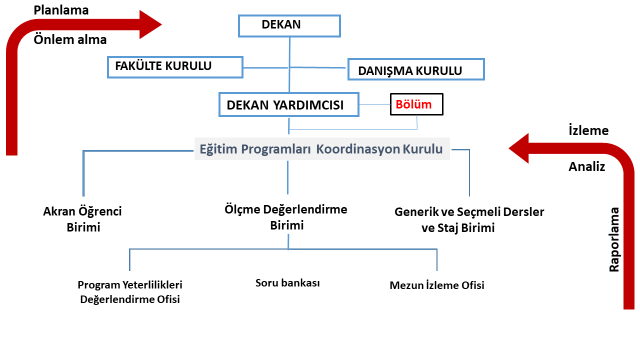 Planlama
Önlem alma
DEKAN
FAKÜLTE KURULU
DANIŞMA KURULU
DEKAN YARDIMCISI
Bölüm
Eğitim Programları Koordinasyon Kurulu
İzleme
Analiz
Raporlama
Akran Öğrenci
Birimi
Ölçme Değerlendirme
Birimi
Generik ve Seçmeli Dersler
ve Staj Birimi
Program Yeterlilikleri
Değerlendirme Ofisi
Soru bankası
Mezun İzleme Ofisi